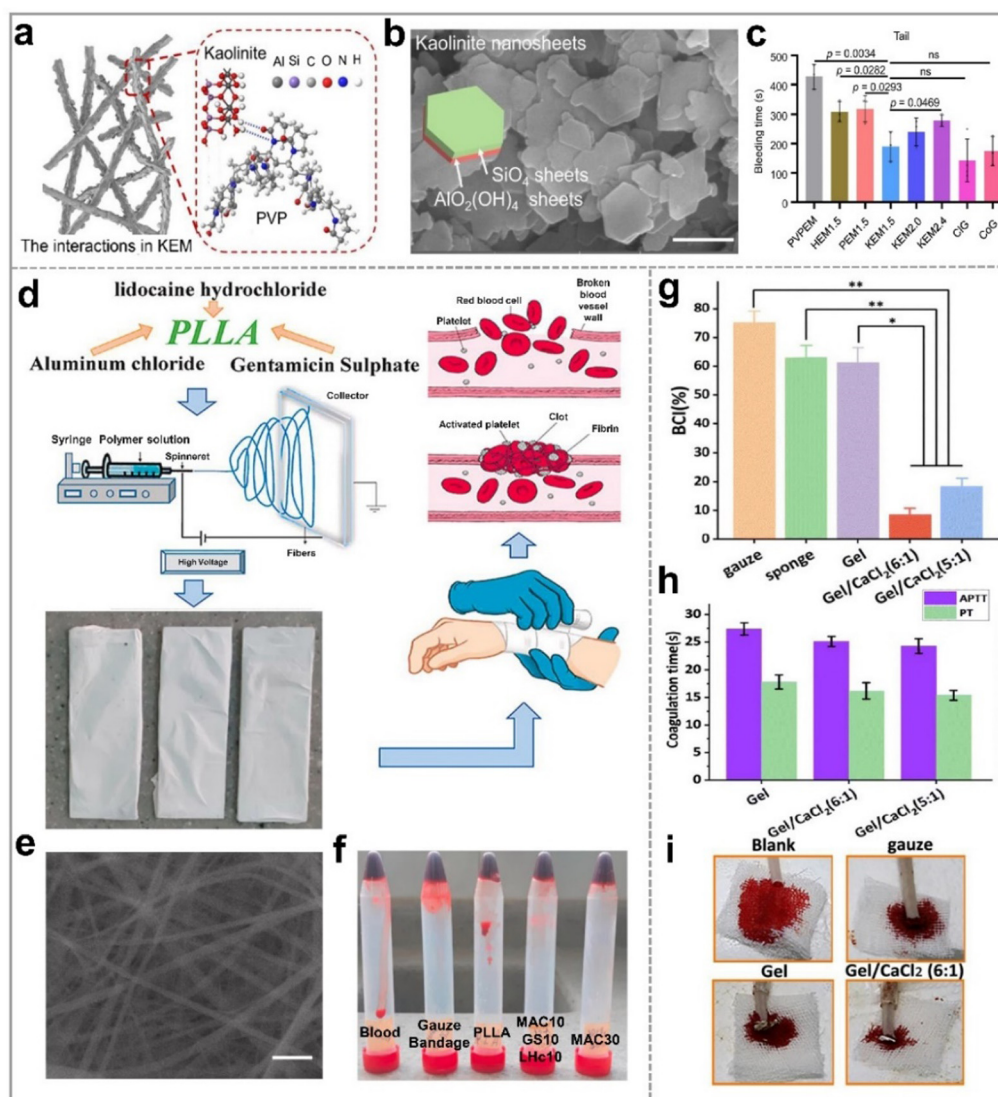 a
Kaolinite
Al Si C O N H
PVP
The interactions in KEM
b
Kaolinite nanosheets
SiO₄ sheets
AlO₂(OH)₄ sheets
c
Tail
p = 0.0034
ns
p = 0.0282
ns
p = 0.0293
p = 0.0469
Bleeding time (s)
500
400
300
200
100
0
PVPEM
HEM1.5
PEM1.5
KEM1.5
KEM2.0
KEM2.4
CIG
CoG
d
lidocaine hydrochloride
PLLA
Aluminum chloride
Gentamicin Sulphate
Collector
Syringe
Polymer solution
Spinneret
Fibers
High Voltage
Red blood cell
Broken
blood
vessel
wall
Platelet
Activated platelet
Clot
Fibrin
e
f
Blood
Gauze
Bandage
PLLA
MAC10
GS10
LHc10
MAC30
g
BCI(%)
80
70
60
50
40
30
20
10
0
**
**
*
gauze
sponge
Gel
Gel/CaCl₂(6:1)
Gel/CaCl₂(5:1)
h
APTT
PT
Coagulation time(s)
30
25
20
15
10
5
0
Gel
Gel/CaCl₂(6:1)
Gel/CaCl₂(5:1)
i
Blank
gauze
Gel
Gel/CaCl₂ (6:1)